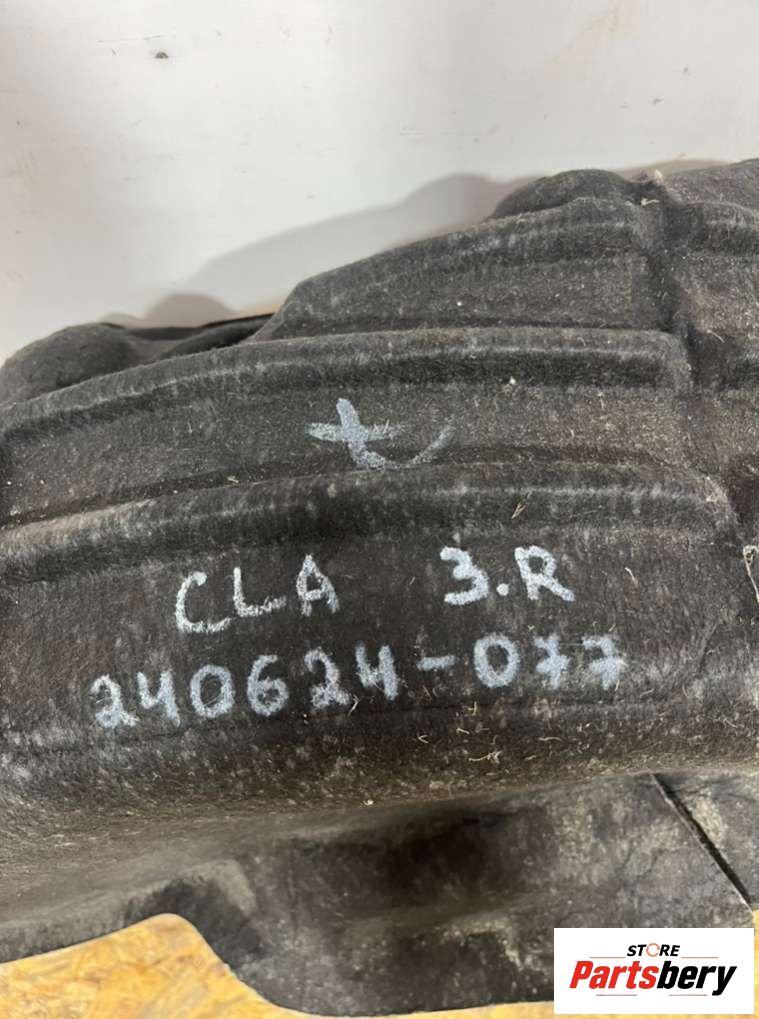 CLA 3.R
240624-077
STORE
Partsbery